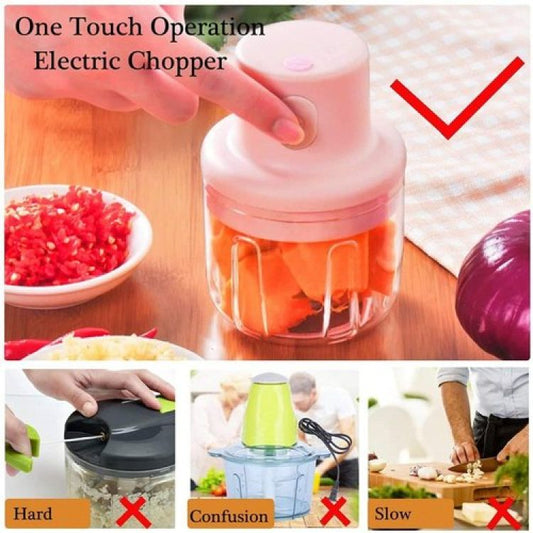 One Touch Operation
Electric Chopper
Hard
Confusion
Slow